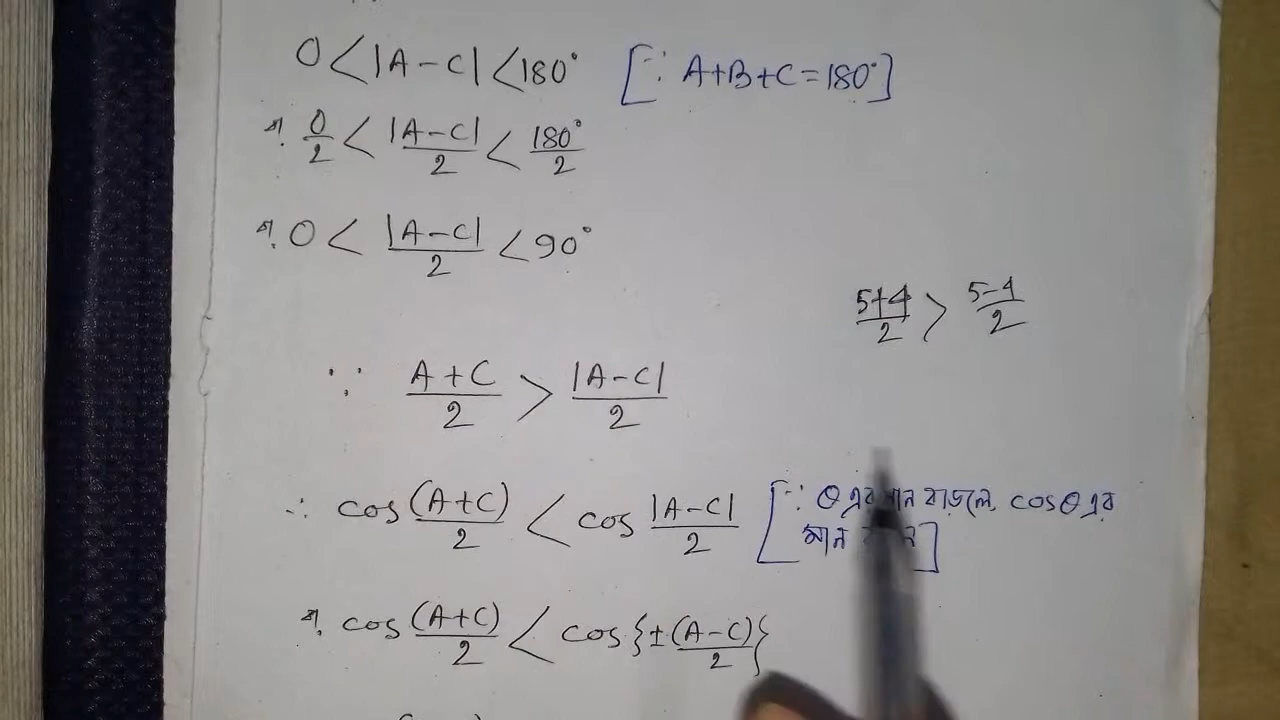 0 < |A-C| < 180° [∵ A+B+C=180°]
বা, 0/2 < |A-C|/2 < 180°/2
বা, 0 < |A-C|/2 < 90°
5+4/2 > 5-4/2
∵ A+C/2 > |A-C|/2
∴ cos (A+C)/2 < cos |A-C|/2 [∵ θ এর মান বাড়লে, cosθ এর
মান ]
বা, cos (A+C)/2 < cos{±(A-C)/2}